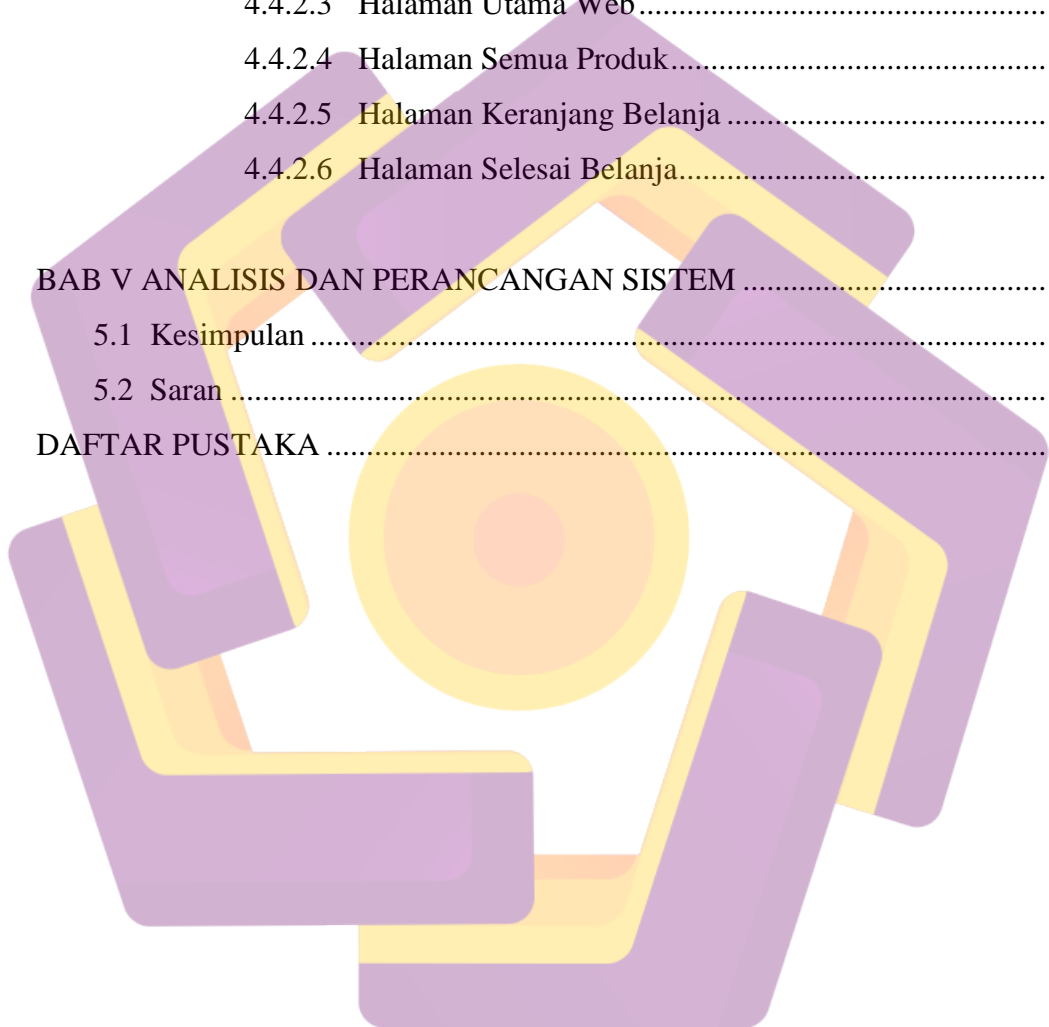 4.4.2.3 Halaman Utama Web..................................................
4.4.2.4 Halaman Semua Produk..............................................
4.4.2.5 Halaman Keranjang Belanja ........................................
4.4.2.6 Halaman Selesai Belanja.............................................
BAB V ANALISIS DAN PERANCANGAN SISTEM ......................................
5.1 Kesimpulan ............................................................................................
5.2 Saran ......................................................................................................
DAFTAR PUSTAKA ..........................................................................................